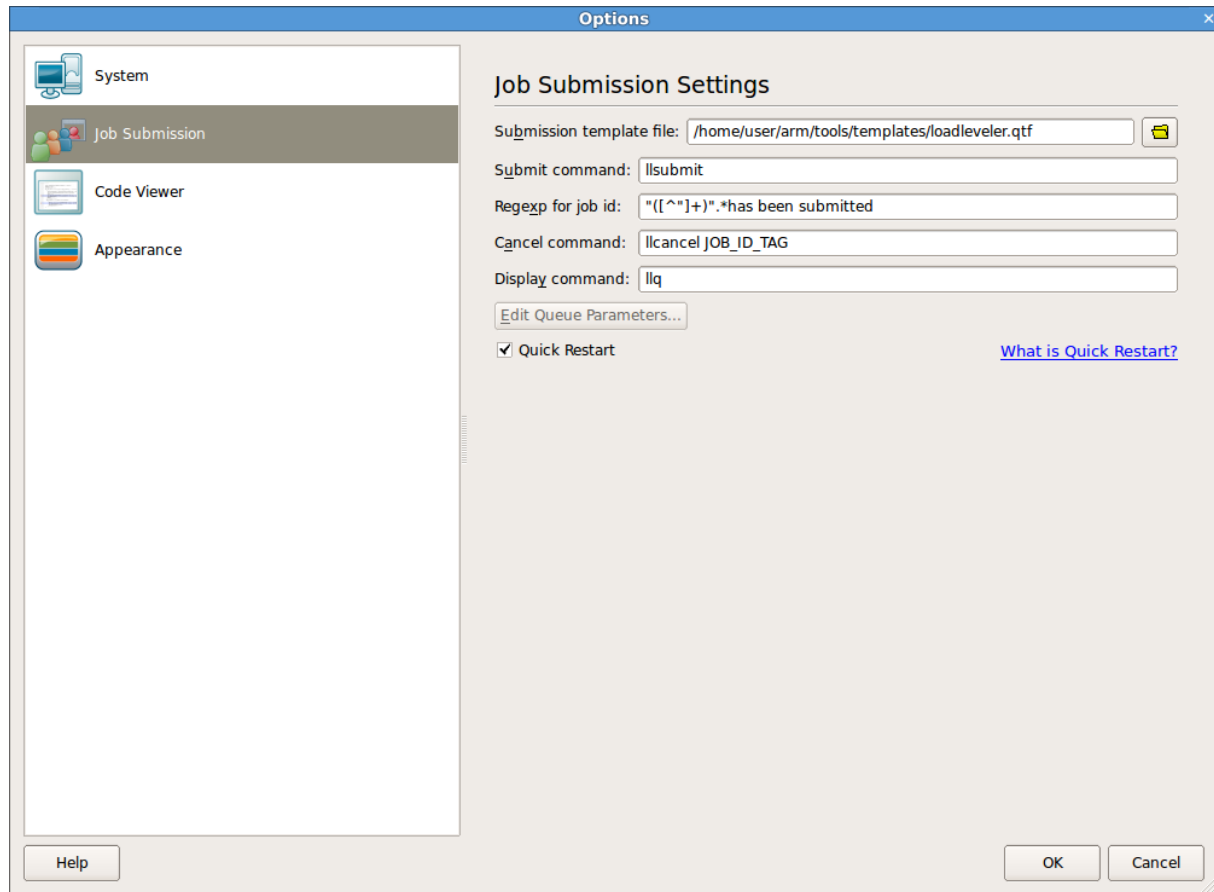 Options
System
Job Submission
Code Viewer
Appearance
Job Submission Settings
Submission template file: /home/user/arm/tools/templates/loadleveler.qtf
Submit command: llsubmit
Regexp for job id: "([^"]+)".*has been submitted
Cancel command: llcancel JOB_ID_TAG
Display command: llq
Edit Queue Parameters...
Quick Restart What is Quick Restart?
Help OK Cancel